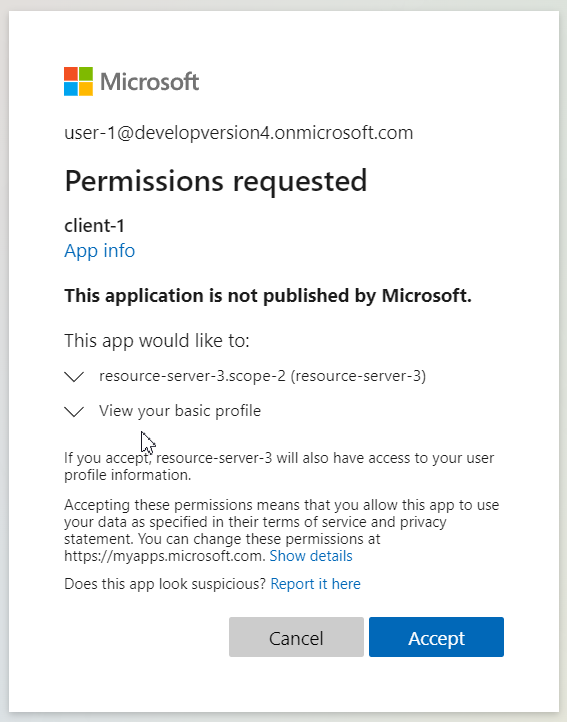 Microsoft
user-1@developversion4.onmicrosoft.com
Permissions requested
client-1
App info
This application is not published by Microsoft.
This app would like to:
resource-server-3.scope-2 (resource-server-3)
View your basic profile
If you accept, resource-server-3 will also have access to your user
profile information.
Accepting these permissions means that you allow this app to use
your data as specified in their terms of service and privacy
statement. You can change these permissions at
https://myapps.microsoft.com. Show details
Does this app look suspicious? Report it here
Cancel Accept